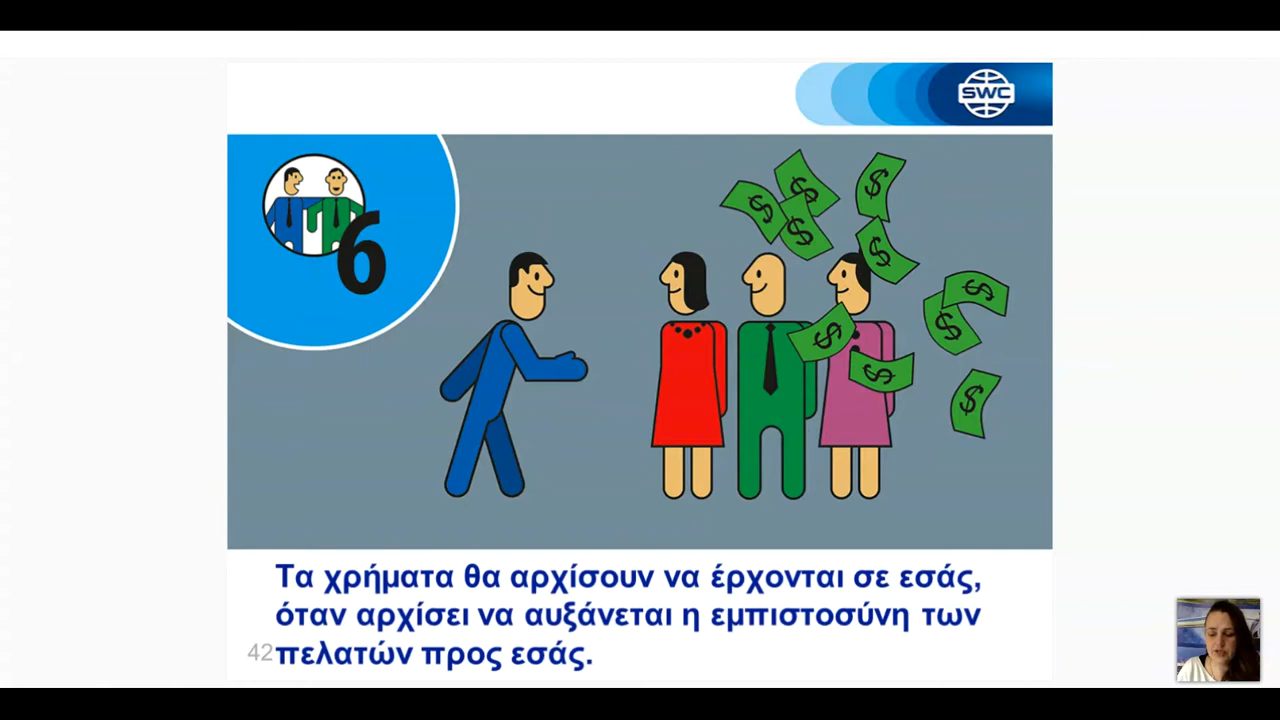 SWC
6
$ $ $ $ $ $ $ $ $ $
Τα χρήματα θα αρχίσουν να έρχονται σε εσάς,
όταν αρχίσει να αυξάνεται η εμπιστοσύνη των
42 πελατών προς εσάς.